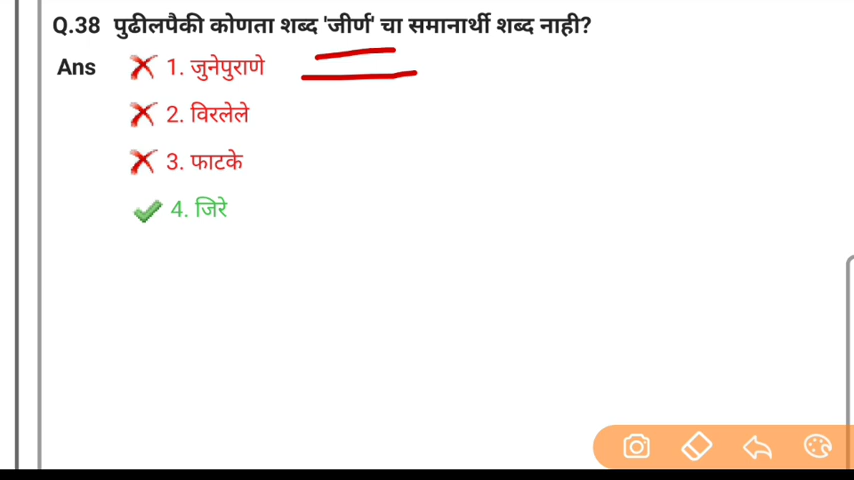 Q.38 पुढीलपैकी कोणता शब्द 'जीर्ण' चा समानार्थी शब्द नाही?
Ans 1. जुनेपुराणे
2. विरलेले
3. फाटके
4. जिरे